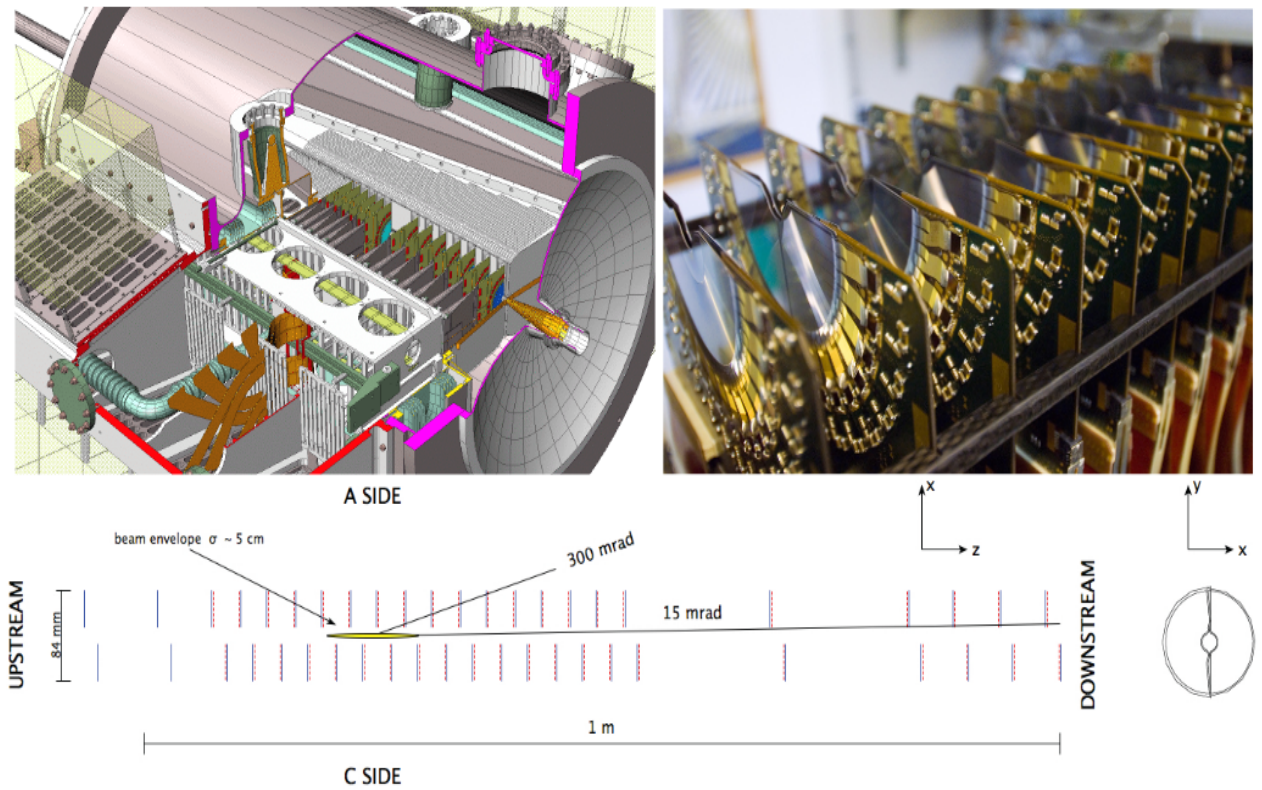 A SIDE
x
z
y
x
beam envelope σ ~ 5 cm
300 mrad
UPSTREAM
84 mm
15 mrad
DOWNSTREAM
1 m
C SIDE